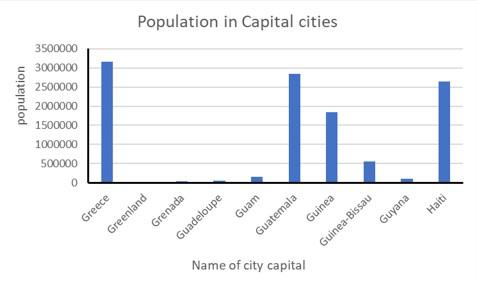 Population in Capital cities
population
3500000
3000000
2500000
2000000
1500000
1000000
500000
0
Greece
Greenland
Grenada
Guadeloupe
Guam
Guatemala
Guinea
Guinea-Bissau
Guyana
Haiti
Name of city capital